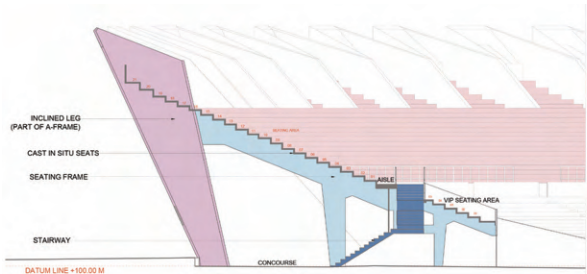 INCLINED LEG
(PART OF A-FRAME)
CAST IN SITU SEATS
SEATING FRAME
AISLE
VIP SEATING AREA
STAIRWAY
CONCOURSE
DATUM LINE +100.00 M